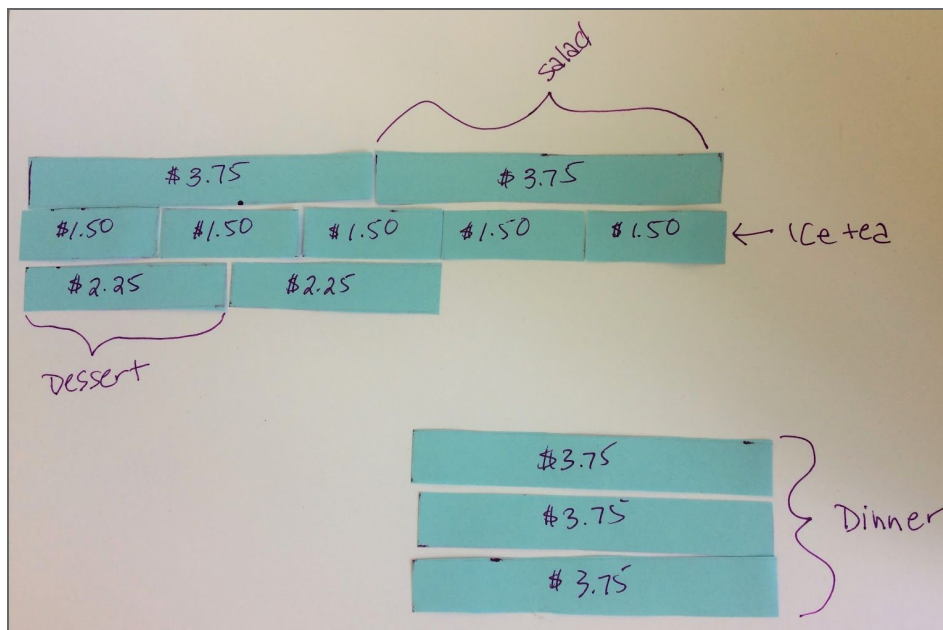 salad
$3.75 $3.75
$1.50 $1.50 $1.50 $1.50 $1.50 ← Ice tea
$2.25 $2.25
Dessert
$3.75
$3.75 Dinner
$3.75